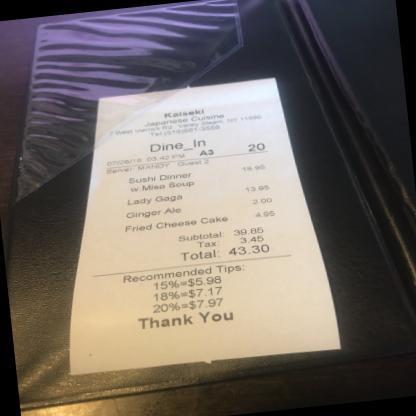 Kaiseki
Japanese Cuisine
7 West Merrick Rd. Valley Stream, NY 11580
Tel:(516)561-3558
Dine_In
07/28/18 03:42 PM A3 20
Server: MANDY Guest 2
Sushi Dinner 18.95
w.Miso Soup
Lady Gaga 13.95
Ginger Ale 2.00
Fried Cheese Cake 4.95
Subtotal: 39.85
Tax: 3.45
Total: 43.30
Recommended Tips:
15%=$5.98
18%=$7.17
20%=$7.97
Thank You